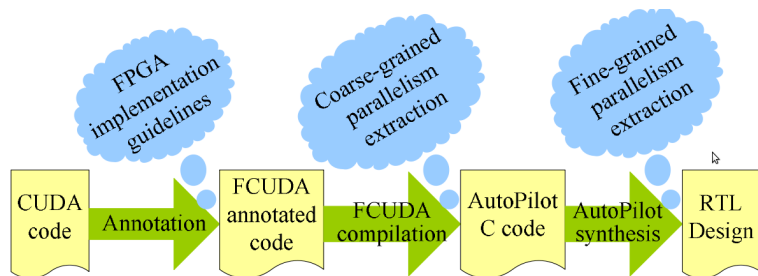 FPGA
implementation
guidelines
Coarse-grained
parallelism
extraction
Fine-grained
parallelism
extraction
CUDA
code
Annotation
FCUDA
annotated
code
FCUDA
compilation
AutoPilot
C code
AutoPilot
synthesis
RTL
Design